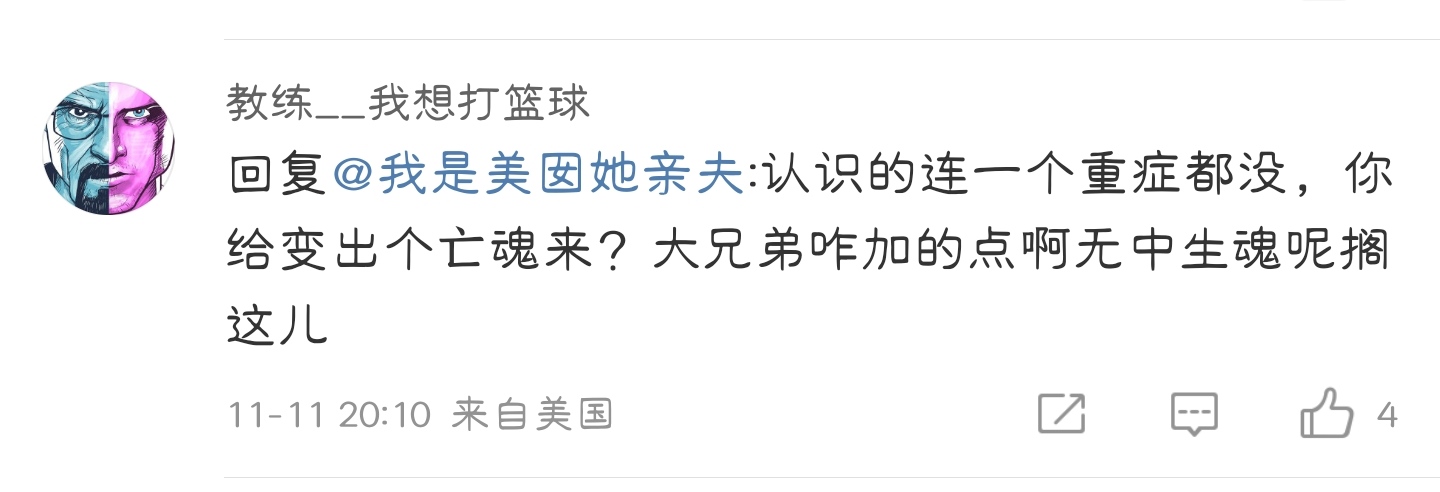 教练__我想打篮球
回复@我是美囡她亲夫:认识的连一个重症都没，你
给变出个亡魂来？大兄弟咋加的点啊无中生魂呢搁
这儿
11-11 20:10 来自美国
4